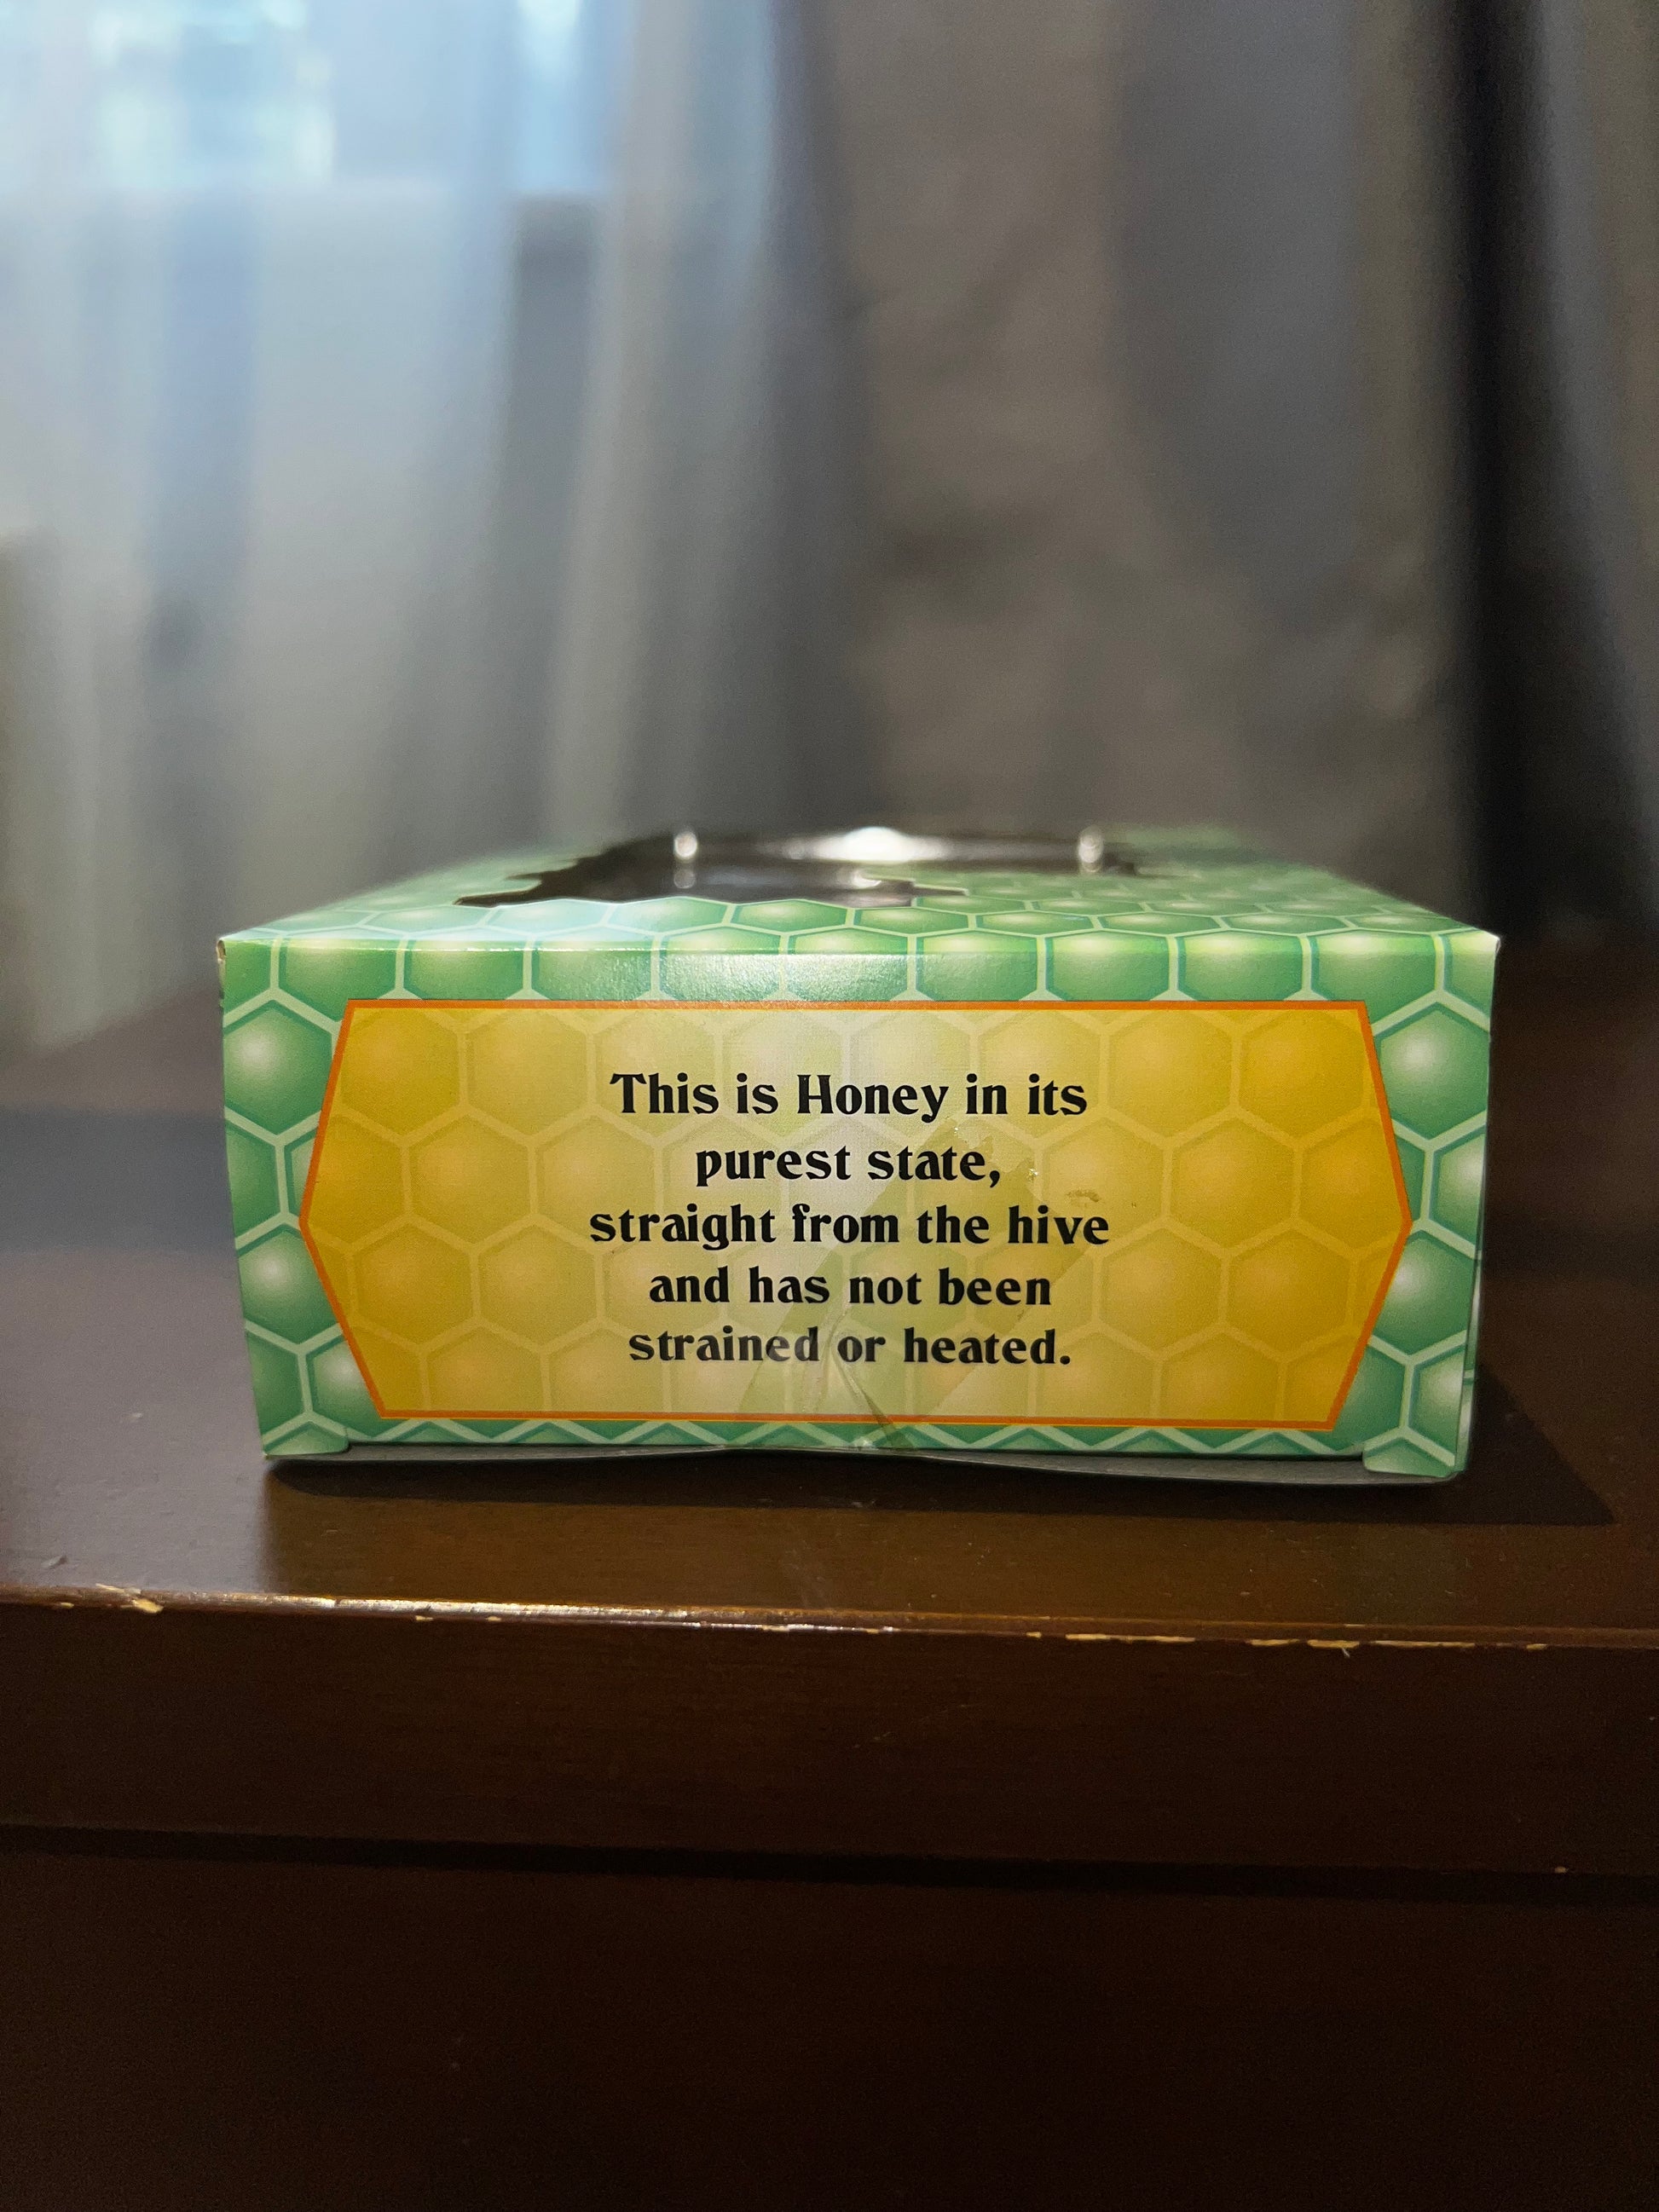 This is Honey in its
purest state,
straight from the hive
and has not been
strained or heated.